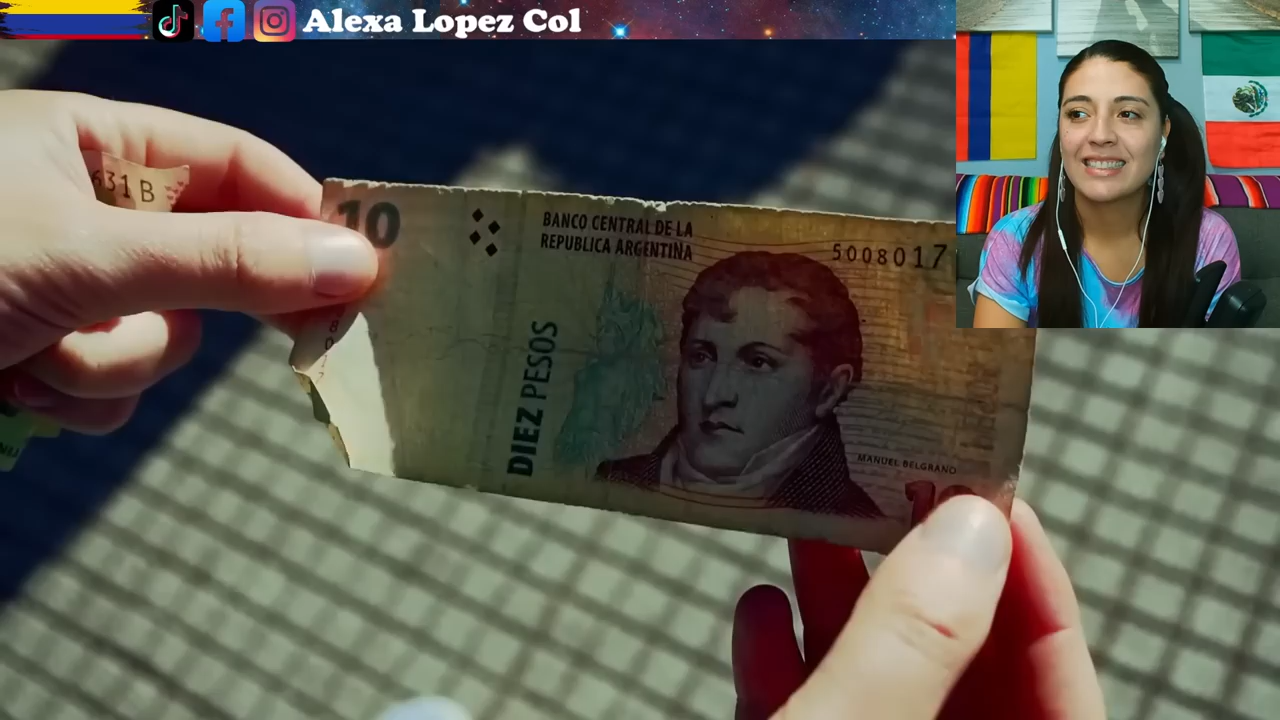 Alexa Lopez Col
631 B
10
BANCO CENTRAL DE LA
REPUBLICA ARGENTINA
5008017
DIEZ PESOS
MANUEL BELGRANO